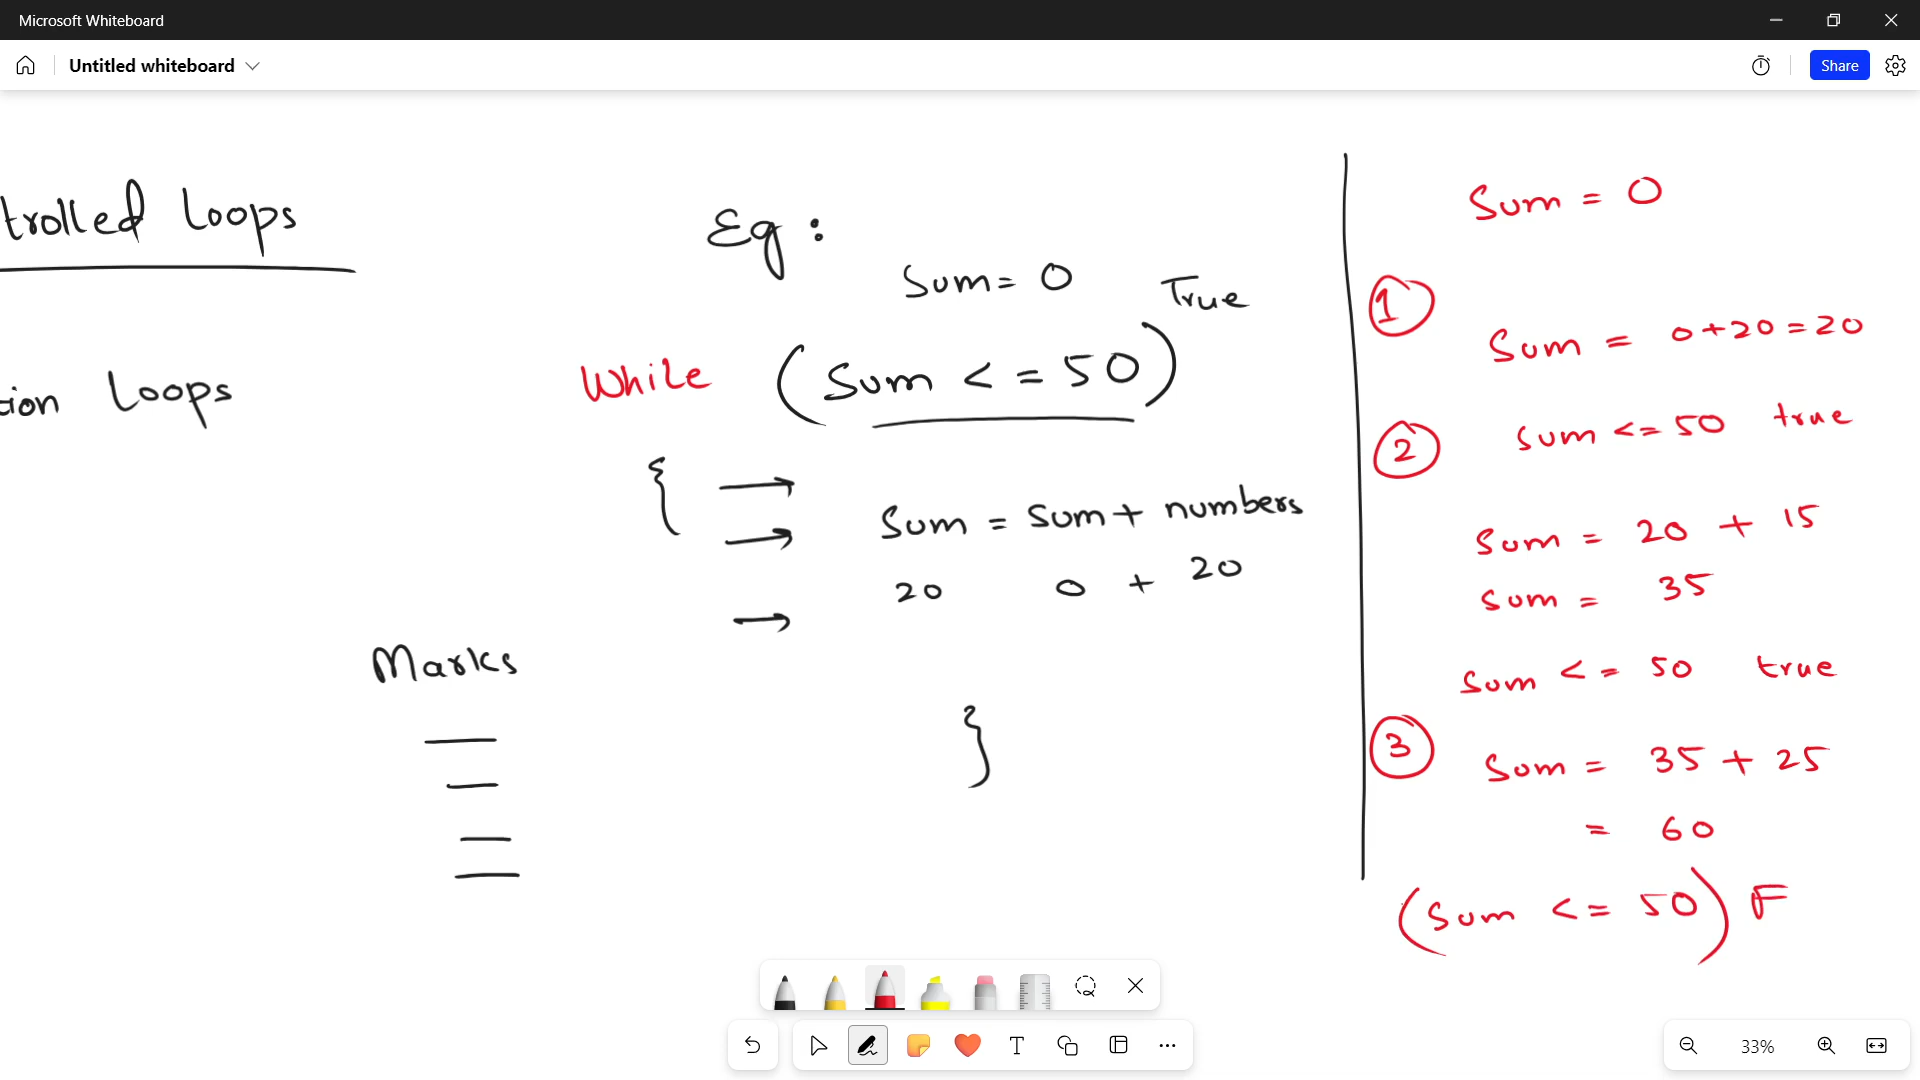 Microsoft Whiteboard
Untitled whiteboard
Share
trolled Loops
tion Loops
Eg :
Sum = 0
True
While (Sum <= 50)
{
Sum = Sum + numbers
20 0 + 20
}
Marks
Sum = 0
1
Sum = 0+20 = 20
2
Sum <= 50 true
Sum = 20 + 15
Sum = 35
Sum <= 50 true
3
Sum = 35 + 25
= 60
(Sum <= 50) F
33%